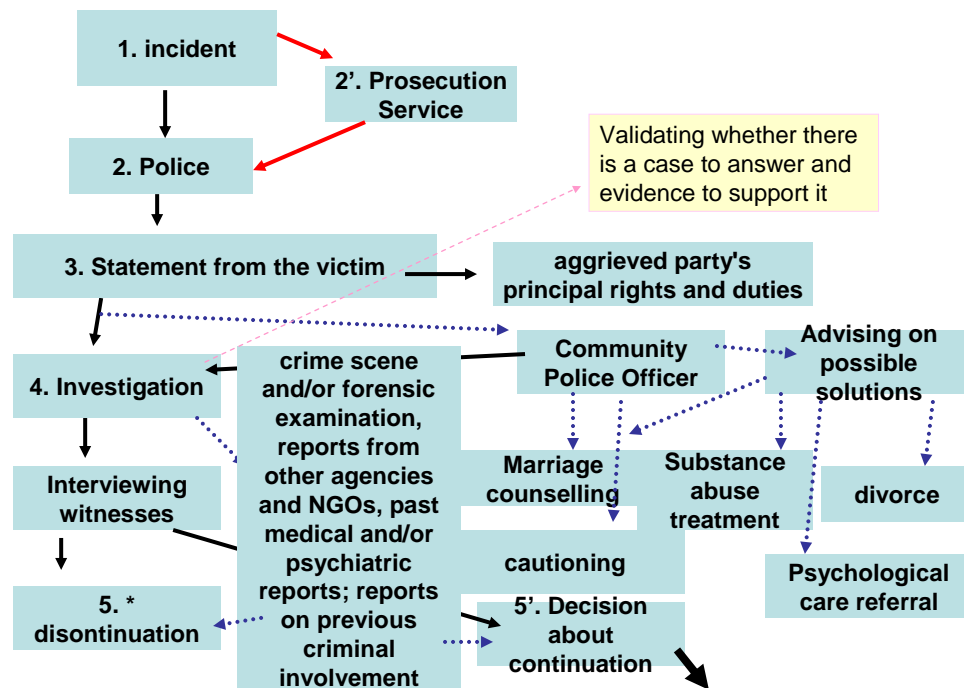 1. incident
2’. Prosecution
Service
Validating whether there
is a case to answer and
evidence to support it
2. Police
3. Statement from the victim
aggrieved party's
principal rights and duties
4. Investigation
crime scene
and/or forensic
examination,
reports from
other agencies
and NGOs, past
medical and/or
psychiatric
reports; reports
on previous
criminal
involvement
Community
Police Officer
Advising on
possible
solutions
Interviewing
witnesses
Marriage
counselling
Substance
abuse
treatment
divorce
cautioning
Psychological
care referral
5. *
disontinuation
5’. Decision
about
continuation